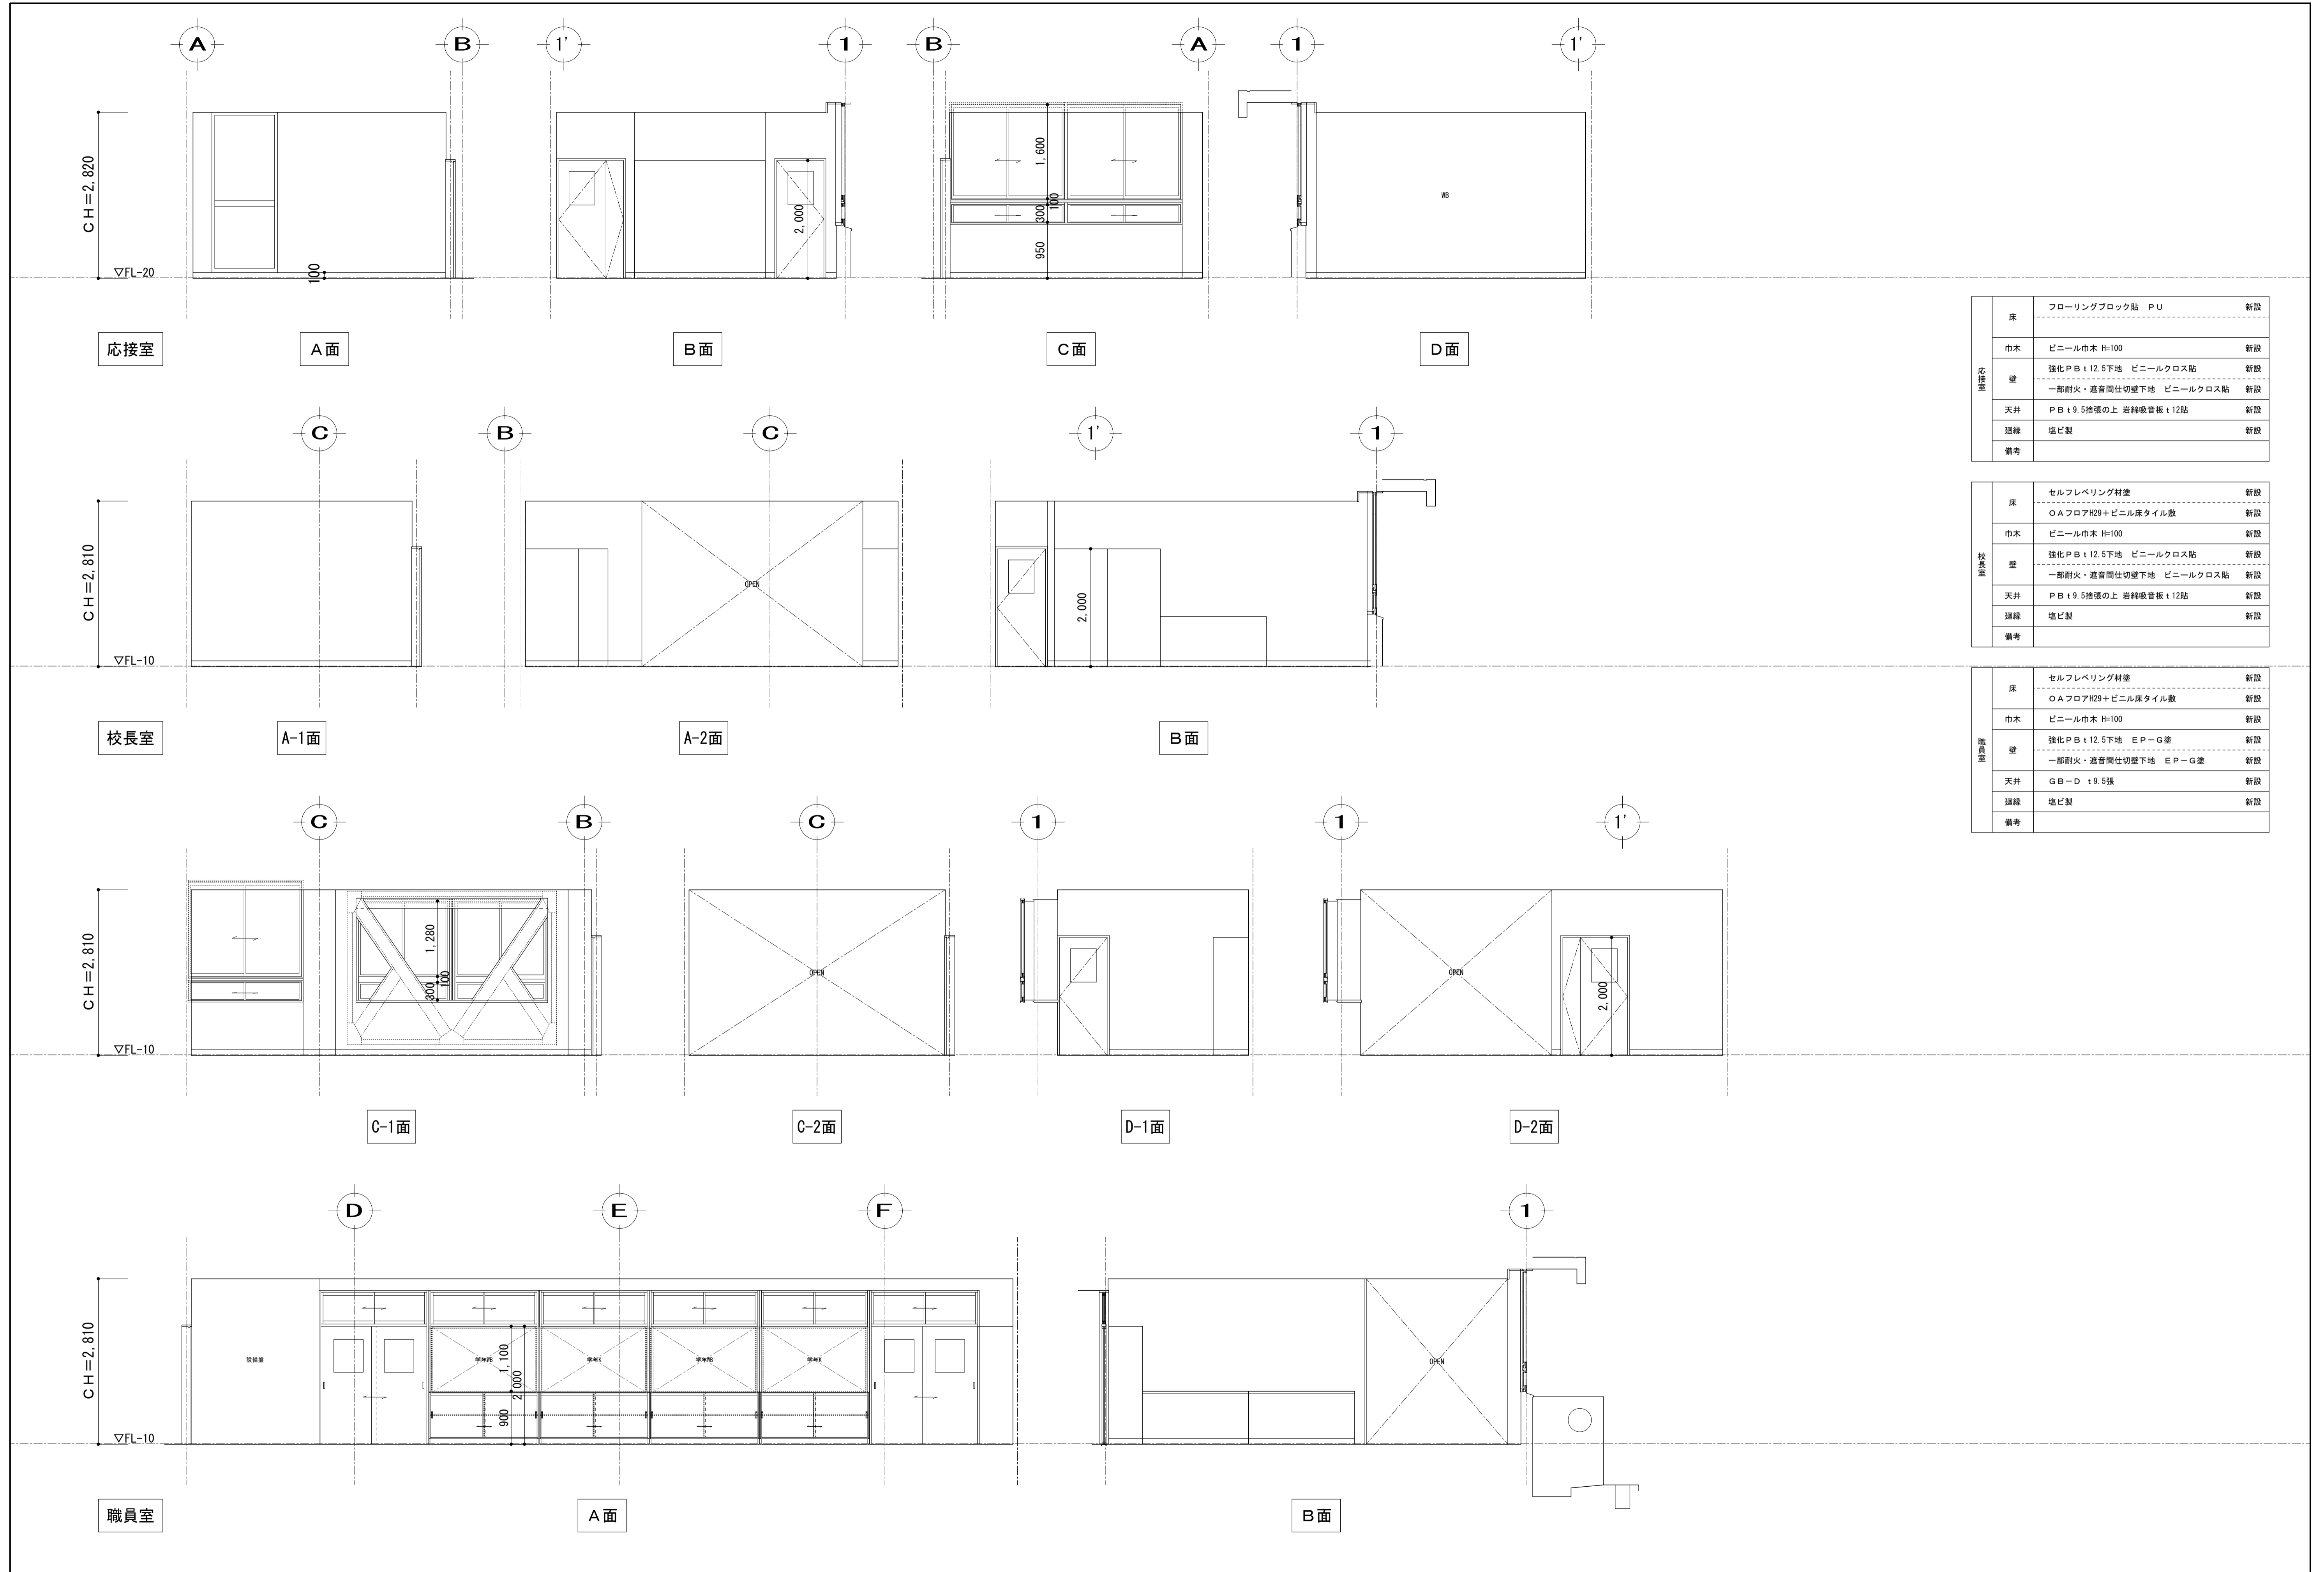 A B 1' 1 B A 1 1'
CH=2,820
▽FL-20
100
2,000
1,600
100
300
950
WB
応接室 A面 B面 C面 D面
応接室
床 フローリングブロック貼 PU 新設
巾木 ビニール巾木 H=100 新設
壁 強化PBt12.5下地 ビニールクロス貼 新設
一部耐火・遮音間仕切壁下地 ビニールクロス貼 新設
天井 PBt9.5捨張の上 岩綿吸音板t12貼 新設
廻縁 塩ビ製 新設
備考
C B C 1' 1
CH=2,810
▽FL-10
OPEN
2,000
校長室 A-1面 A-2面 B面
校長室
床 セルフレベリング材塗 新設
OAフロアH29+ビニル床タイル敷 新設
巾木 ビニール巾木 H=100 新設
壁 強化PBt12.5下地 ビニールクロス貼 新設
一部耐火・遮音間仕切壁下地 ビニールクロス貼 新設
天井 PBt9.5捨張の上 岩綿吸音板t12貼 新設
廻縁 塩ビ製 新設
備考
職員室
床 セルフレベリング材塗 新設
OAフロアH29+ビニル床タイル敷 新設
巾木 ビニール巾木 H=100 新設
壁 強化PBt12.5下地 EP-G塗 新設
一部耐火・遮音間仕切壁下地 EP-G塗 新設
天井 GB-D t9.5張 新設
廻縁 塩ビ製 新設
備考
C B C 1 1 1'
CH=2,810
▽FL-10
1,280
100
300
OPEN
OPEN
2,000
C-1面 C-2面 D-1面 D-2面
D E F 1
CH=2,810
▽FL-10
設備盤
学年WB 学年K 学年WB 学年K
1,100
2,000
900
OPEN
職員室 A面 B面